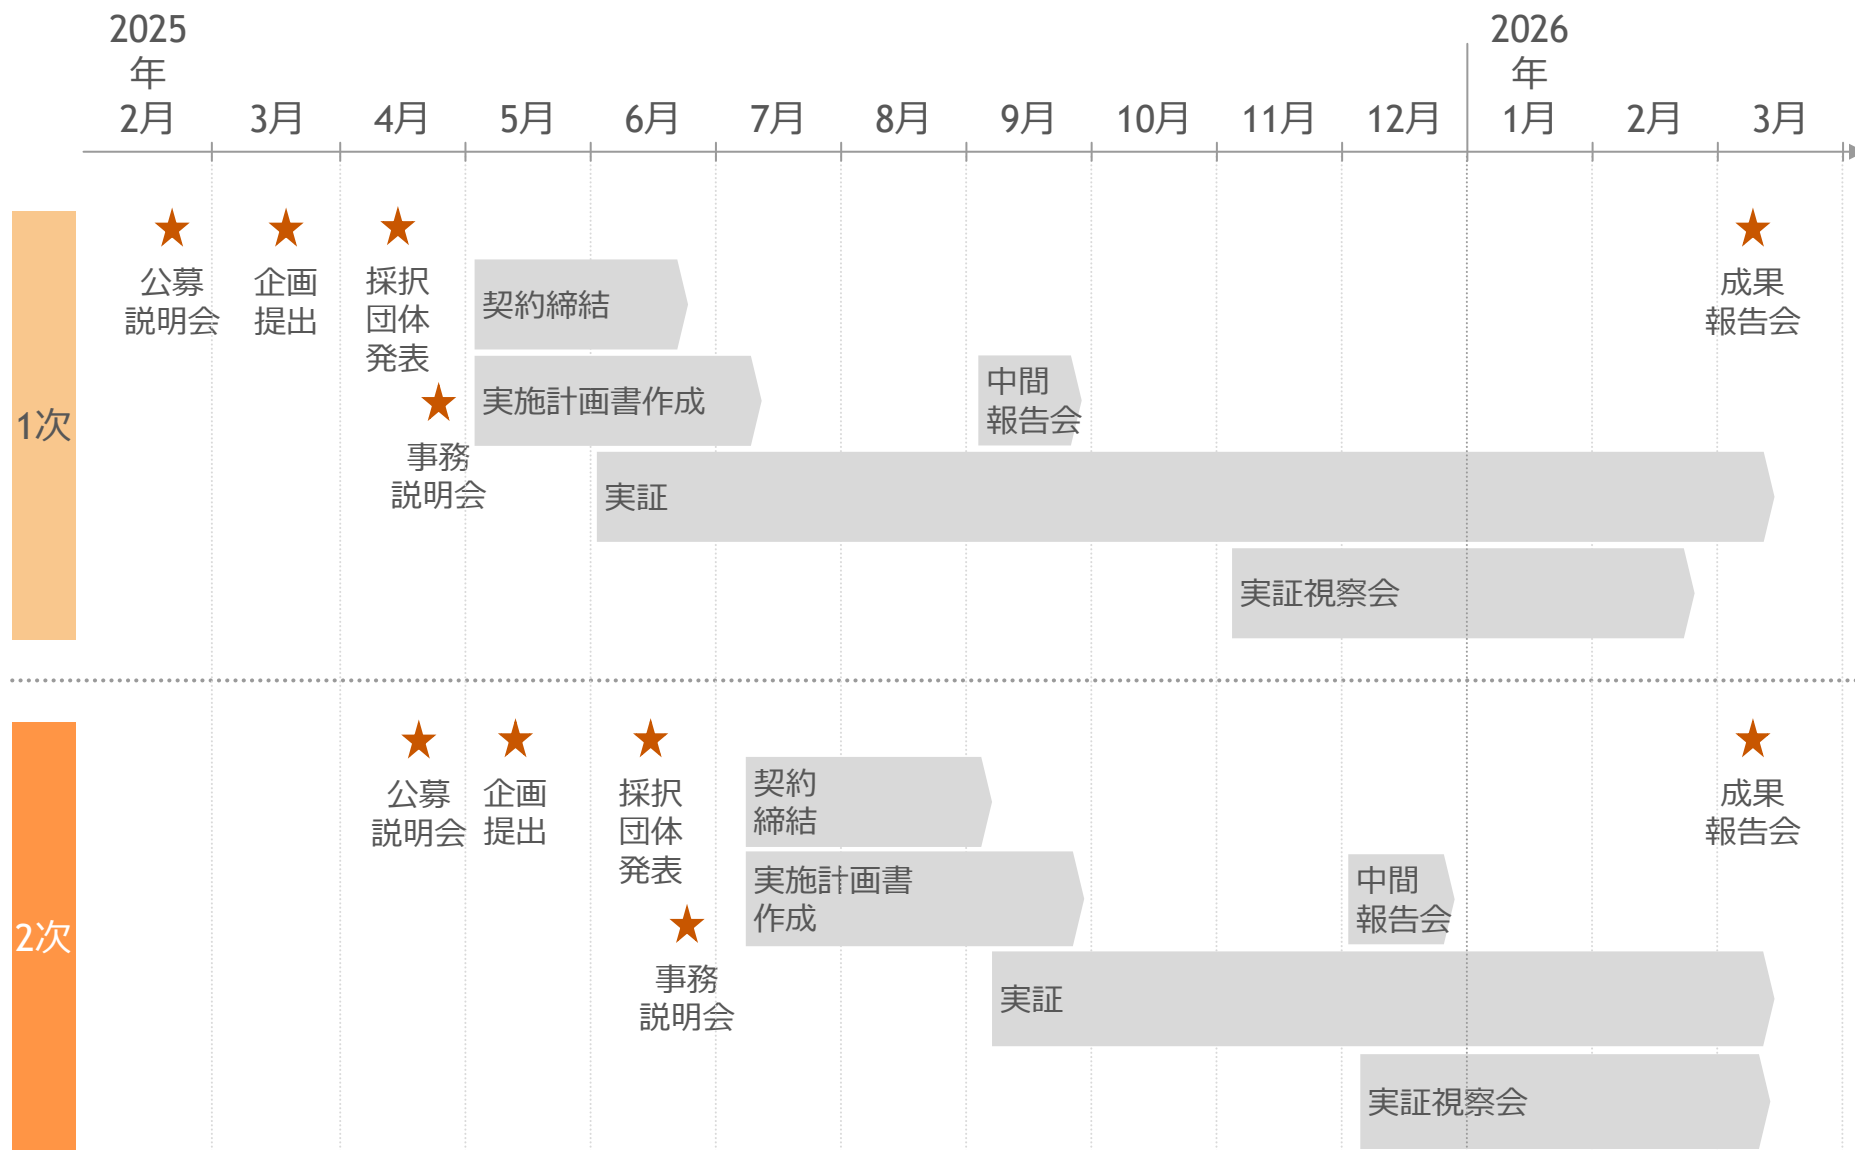 2025
年
2月
3月
4月
5月
6月
7月
8月
9月
10月
11月
12月
2026
年
1月
2月
3月
1次
公募
説明会
企画
提出
採択
団体
発表
事務
説明会
契約締結
実施計画書作成
中間
報告会
実証
実証視察会
成果
報告会
2次
公募
説明会
企画
提出
採択
団体
発表
事務
説明会
契約
締結
実施計画書
作成
中間
報告会
実証
実証視察会
成果
報告会